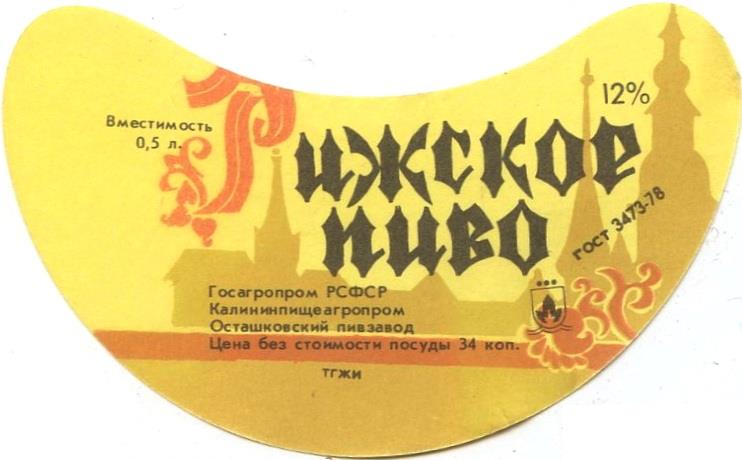 Вместимость
0,5 л.
12%
Рижское
пиво
ГОСТ 3473-78
Госагропром РСФСР
Калининпищеагропром
Осташковский пивзавод
Цена без стоимости посуды 34 коп.
ТГЖИ